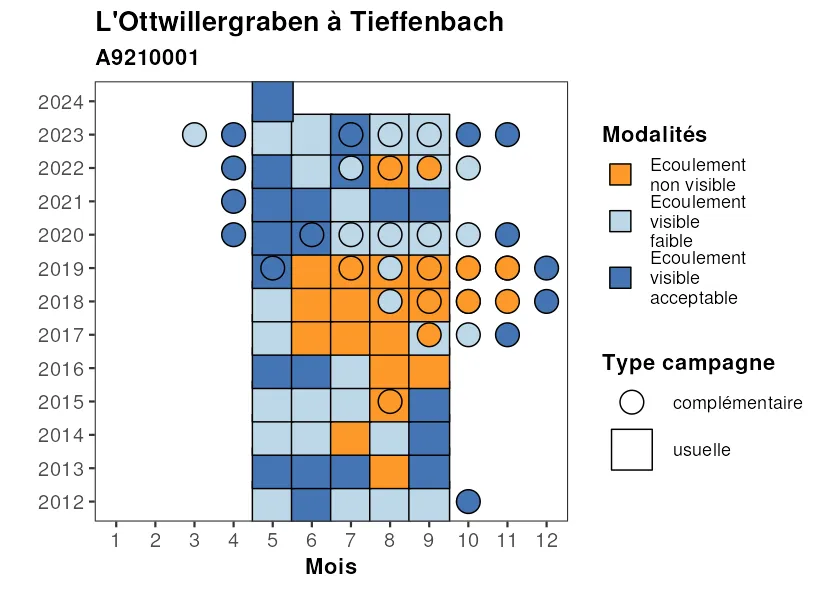 L'Ottwillergraben à Tieffenbach
A9210001
2024
2023
2022
2021
2020
2019
2018
2017
2016
2015
2014
2013
2012
1 2 3 4 5 6 7 8 9 10 11 12
Mois
Modalités
Ecoulement
non visible
Ecoulement
visible
faible
Ecoulement
visible
acceptable
Type campagne
complémentaire
usuelle